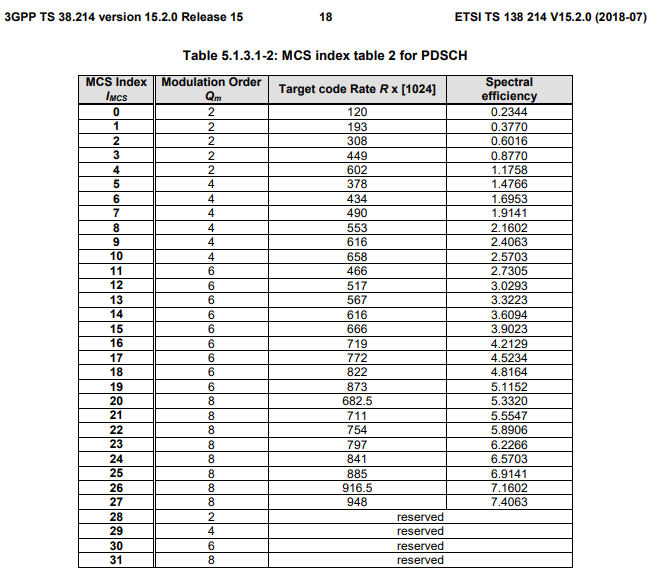 3GPP TS 38.214 version 15.2.0 Release 15 18 ETSI TS 138 214 V15.2.0 (2018-07)
Table 5.1.3.1-2: MCS index table 2 for PDSCH
MCS Index Modulation Order Target code Rate R x [1024] Spectral
IMCS Qm efficiency
0 2 120 0.2344
1 2 193 0.3770
2 2 308 0.6016
3 2 449 0.8770
4 2 602 1.1758
5 4 378 1.4766
6 4 434 1.6953
7 4 490 1.9141
8 4 553 2.1602
9 4 616 2.4063
10 4 658 2.5703
11 6 466 2.7305
12 6 517 3.0293
13 6 567 3.3223
14 6 616 3.6094
15 6 666 3.9023
16 6 719 4.2129
17 6 772 4.5234
18 6 822 4.8164
19 6 873 5.1152
20 8 682.5 5.3320
21 8 711 5.5547
22 8 754 5.8906
23 8 797 6.2266
24 8 841 6.5703
25 8 885 6.9141
26 8 916.5 7.1602
27 8 948 7.4063
28 2 reserved
29 4 reserved
30 6 reserved
31 8 reserved